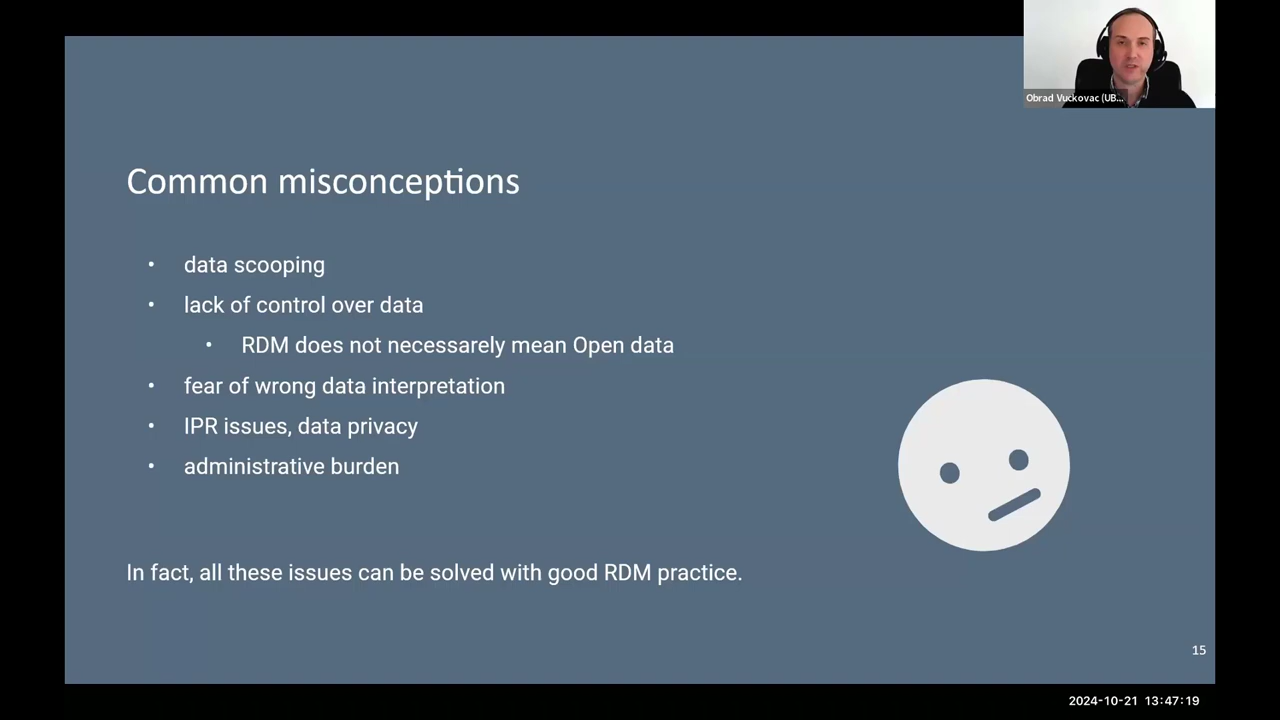 Obrad Vuckovac (UB...
Common misconceptions
• data scooping
• lack of control over data
• RDM does not necessarely mean Open data
• fear of wrong data interpretation
• IPR issues, data privacy
• administrative burden
In fact, all these issues can be solved with good RDM practice.
15
2024-10-21 13:47:19